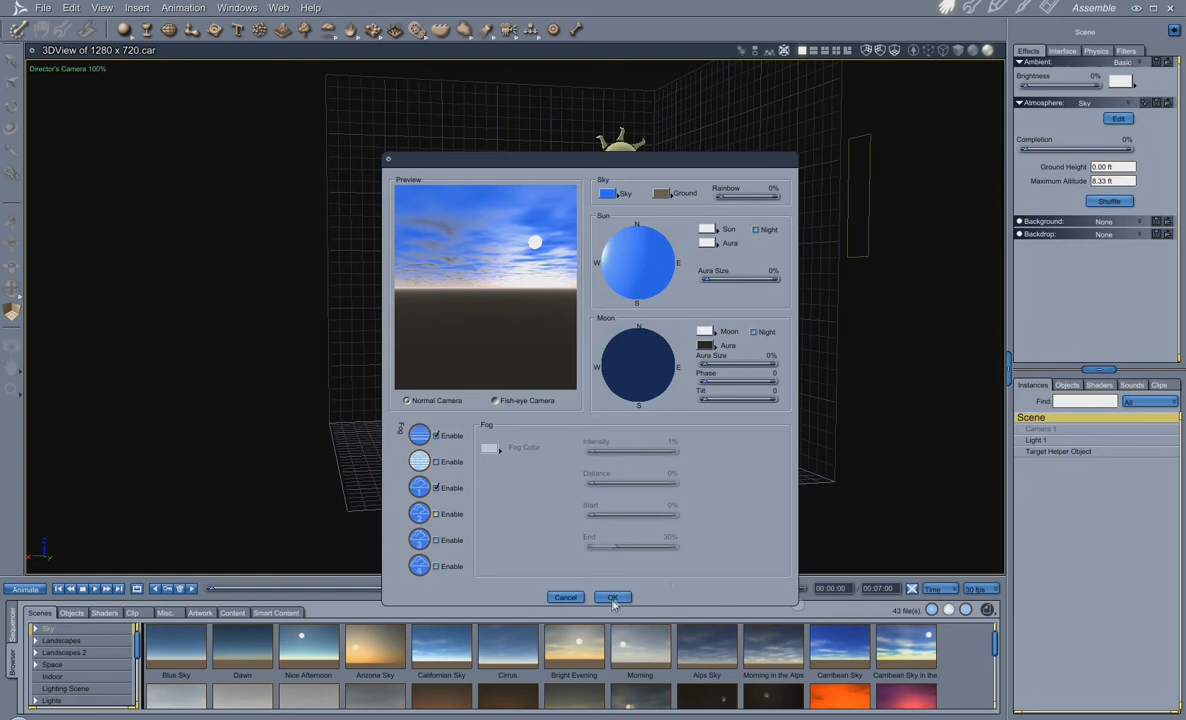 File Edit View Insert Animation Windows Web Help
Assemble
3DView of 1280 x 720.car
Director's Camera 100%
Scene
Effects Interface Physics Filters
Ambient: Basic
Brightness 0%
Atmosphere: Sky
Edit
Completion 0%
Ground Height 0.00 ft
Maximum Altitude 8.33 ft
Shuffle
Background: None
Backdrop: None
Preview
Normal Camera Fish-eye Camera
Sky
Sky Ground Rainbow 0%
Sun
N
W E
S
Sun Night
Aura
Aura Size 0%
Moon
N
W E
S
Moon Night
Aura
Aura Size 0%
Phase 0
Tilt 0
Fog
Enable
Enable
1 Enable
2 Enable
3 Enable
4 Enable
Fog
Fog Color
Intensity 1%
Distance 0%
Start 0%
End 30%
Cancel OK
Instances Objects Shaders Sounds Clips
Find: All
Scene
Camera 1
Light 1
Target Helper Object
Animate
00:00:00 00:07:00 Time 30 fps
Sequencer
Browser
Scenes Objects Shaders Clip Misc. Artwork Content Smart Content
43 file(s).
Sky
Landscapes
Landscapes 2
Space
Indoor
Lighting Scene
Lights
Blue Sky Dawn Nice Afternoon Arizona Sky Californian Sky Cirrus Bright Evening Morning Alps Sky Morning in the Alps Carribean Sky Carribean Sky in the.